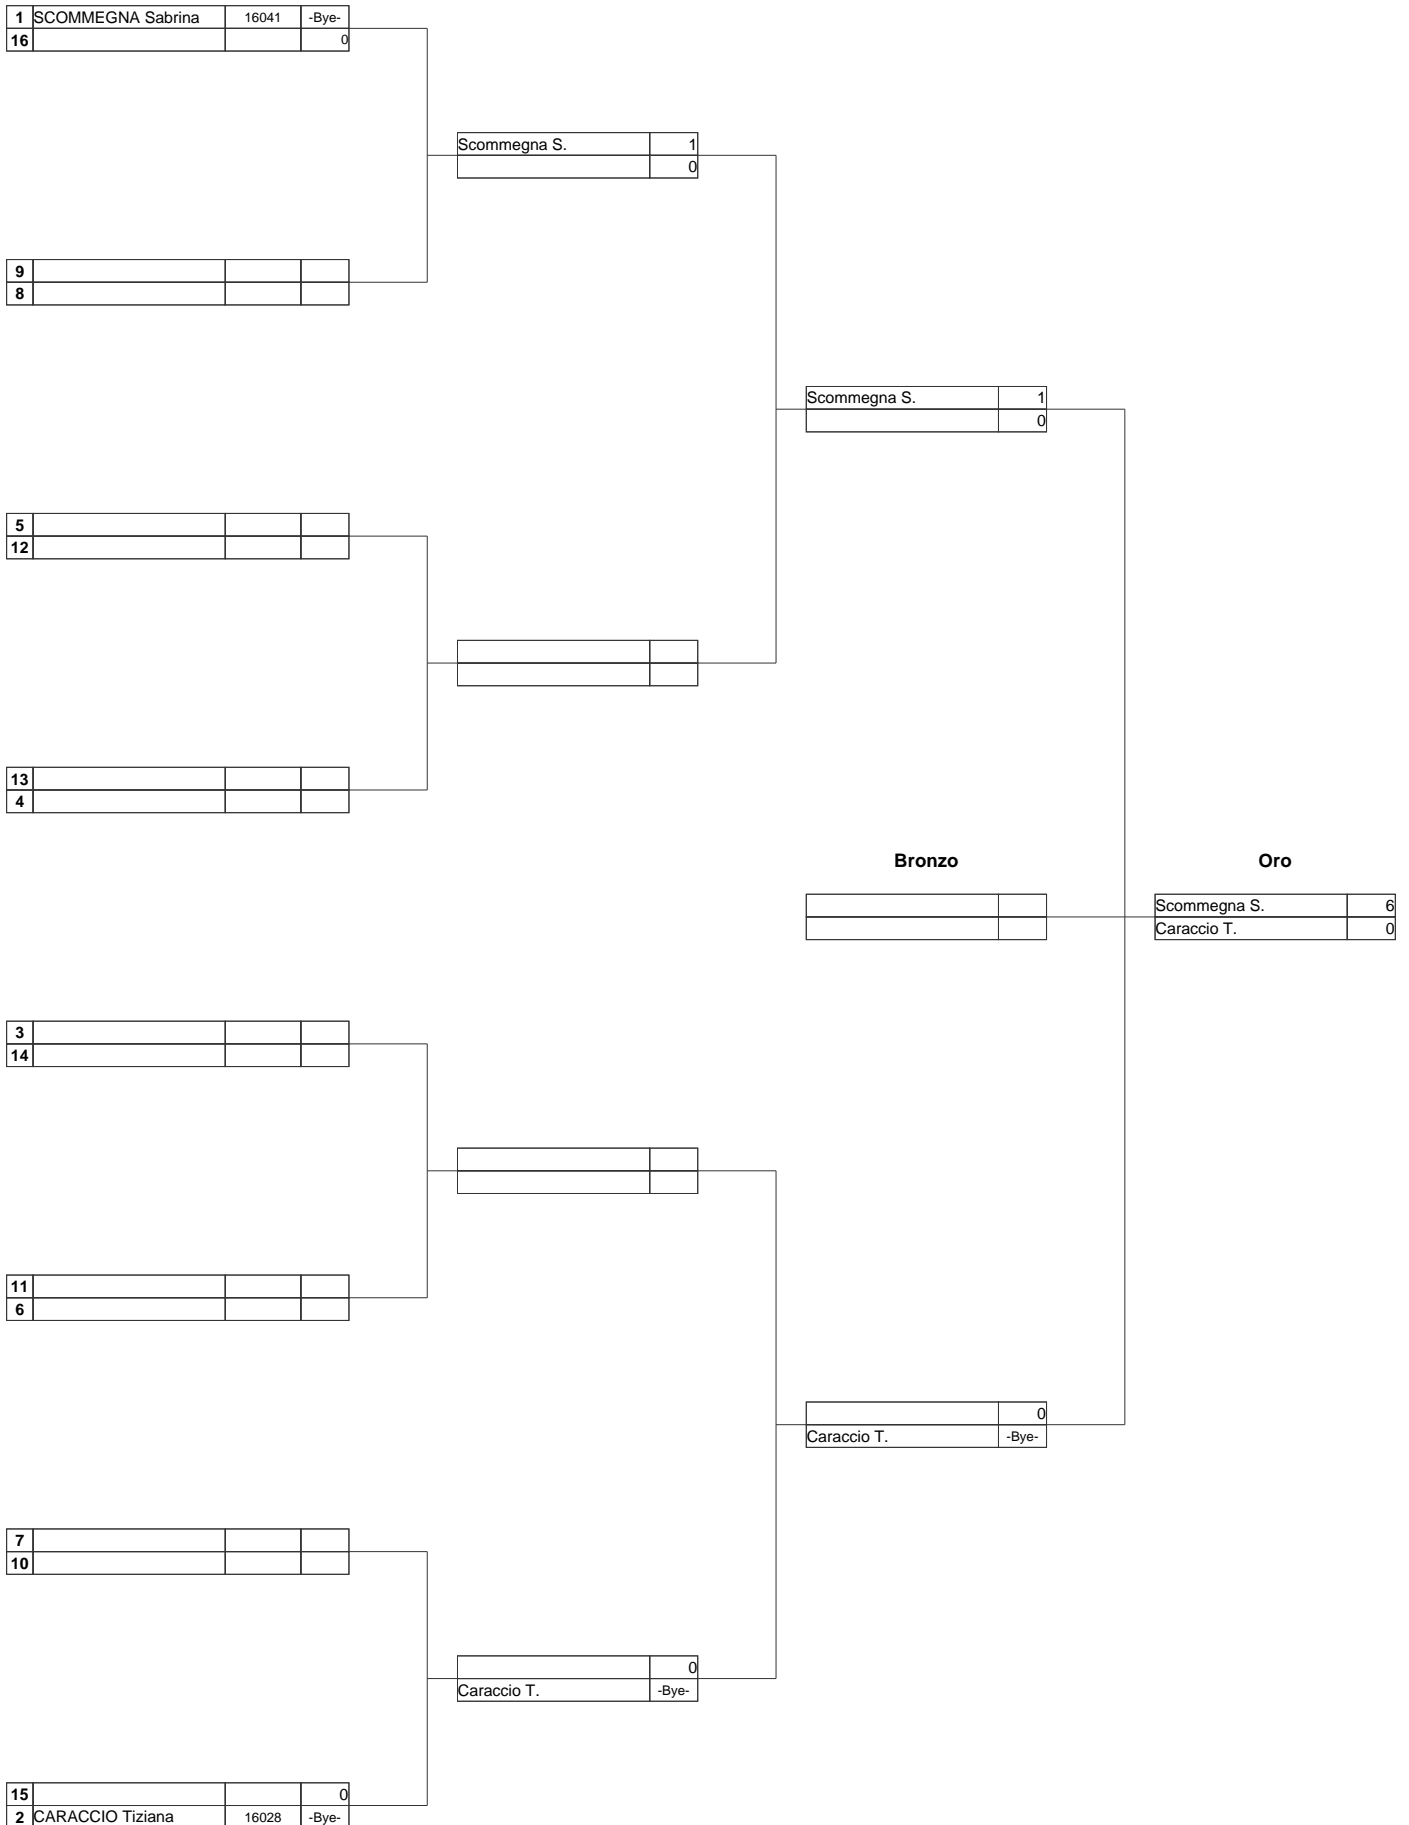 1 SCOMMEGNA Sabrina 16041 -Bye-
16 0
Scommegna S. 1
0
9
8
Scommegna S. 1
0
5
12
13
4
Bronzo Oro
Scommegna S. 6
Caraccio T. 0
3
14
11
6
0
Caraccio T. -Bye-
7
10
0
Caraccio T. -Bye-
15 0
2 CARACCIO Tiziana 16028 -Bye-